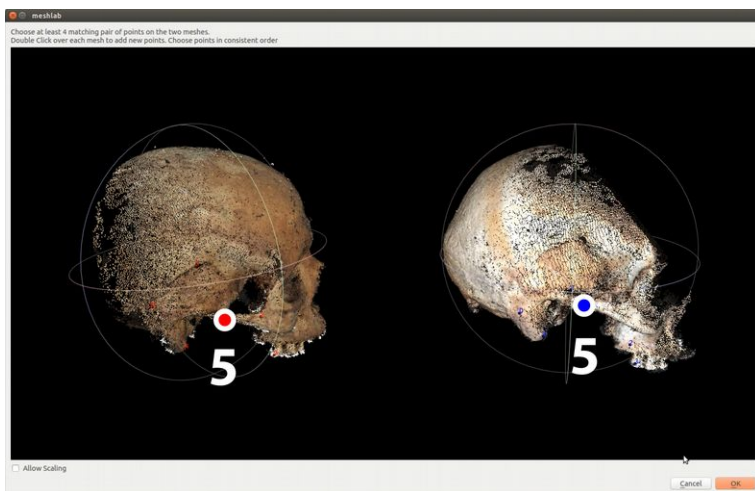 meshlab
Choose at least 4 matching pair of points on the two meshes.
Double Click over each mesh to add new points. Choose points in consistent order
5
5
Allow Scaling
Cancel
OK